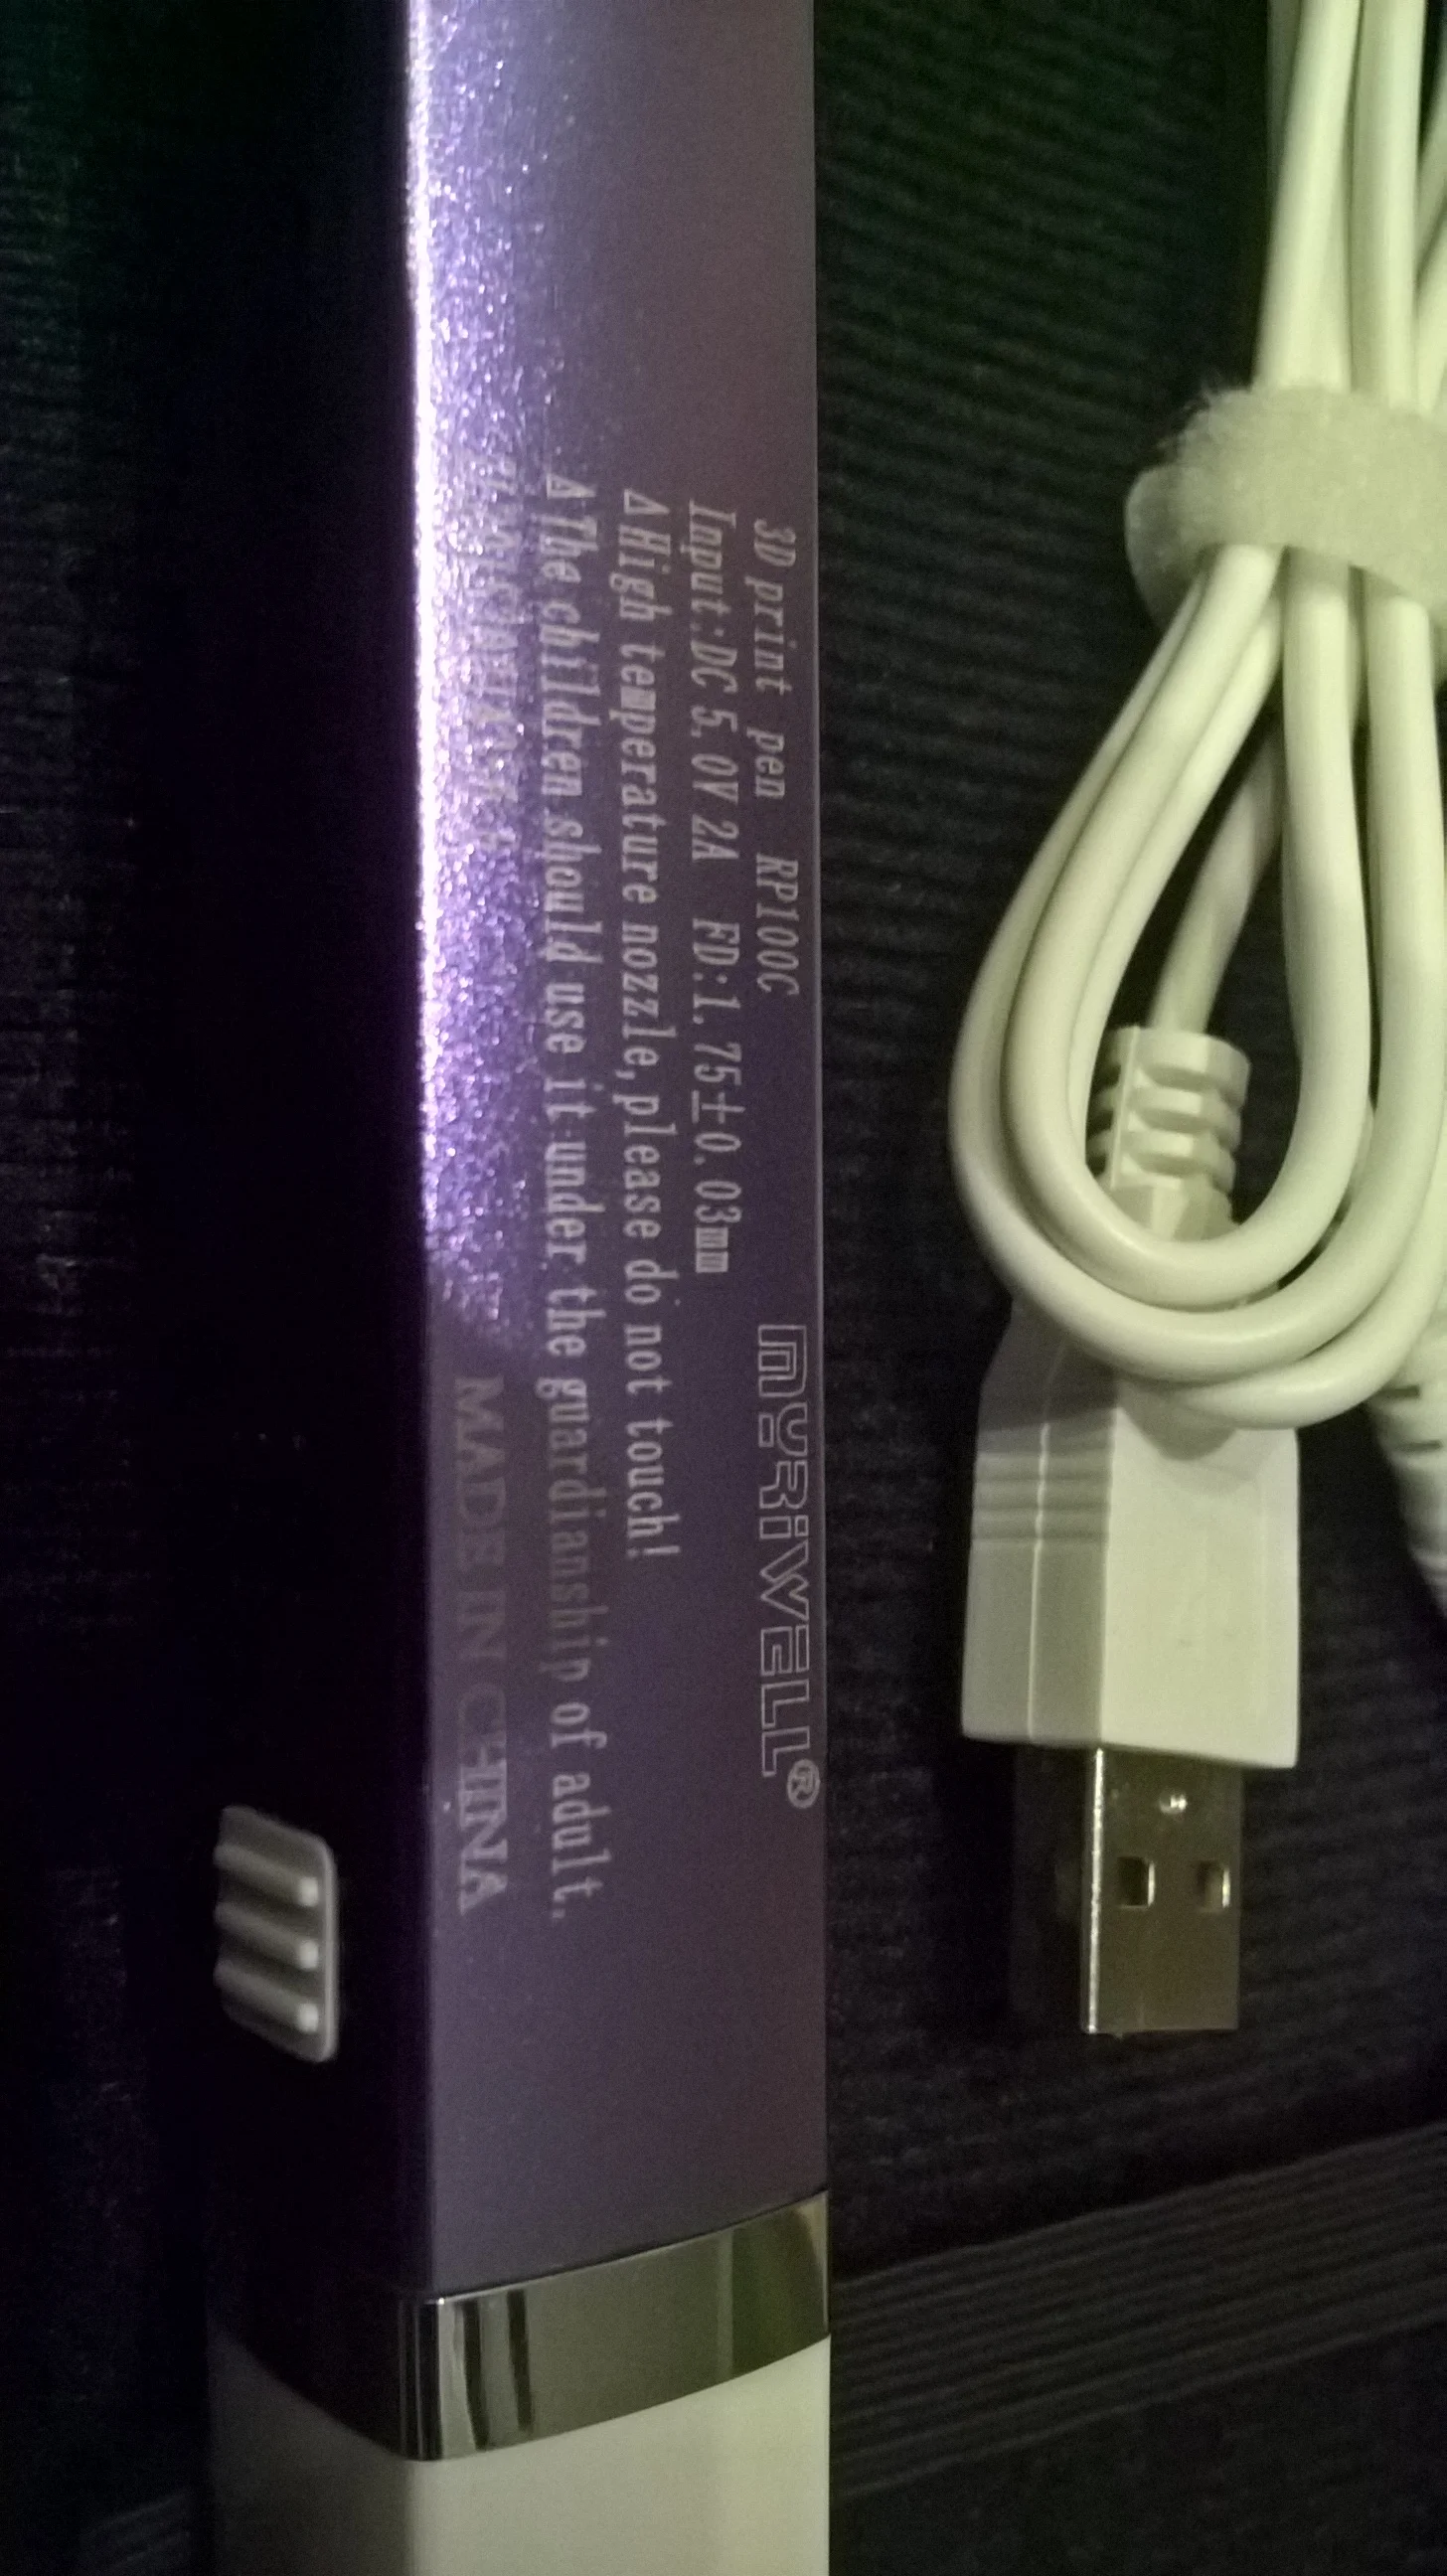 3D print pen RP100C MYRIWELL®
Input:DC 5.0V 2A FD:1.75±0.03mm
High temperature nozzle, please do not touch!
The children should use it under the guardianship of adult.
MADE IN CHINA